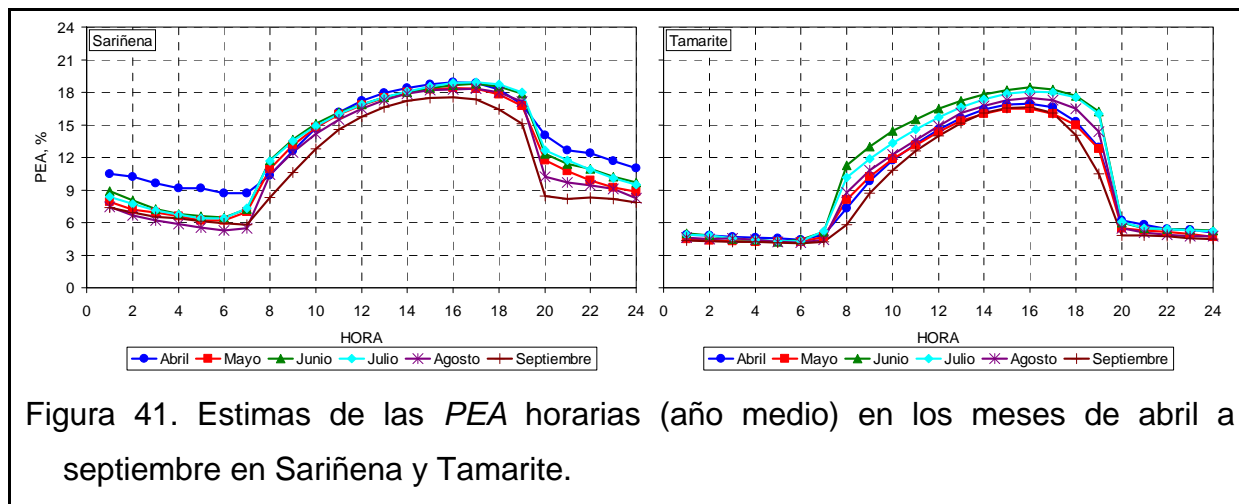 Sariñena
Tamarite
PEA, %
24
21
18
15
12
9
6
3
0
0 2 4 6 8 10 12 14 16 18 20 22 24
0 2 4 6 8 10 12 14 16 18 20 22 24
HORA
HORA
Abril Mayo Junio Julio Agosto Septiembre
Abril Mayo Junio Julio Agosto Septiembre
Figura 41. Estimas de las PEA horarias (año medio) en los meses de abril a
septiembre en Sariñena y Tamarite.